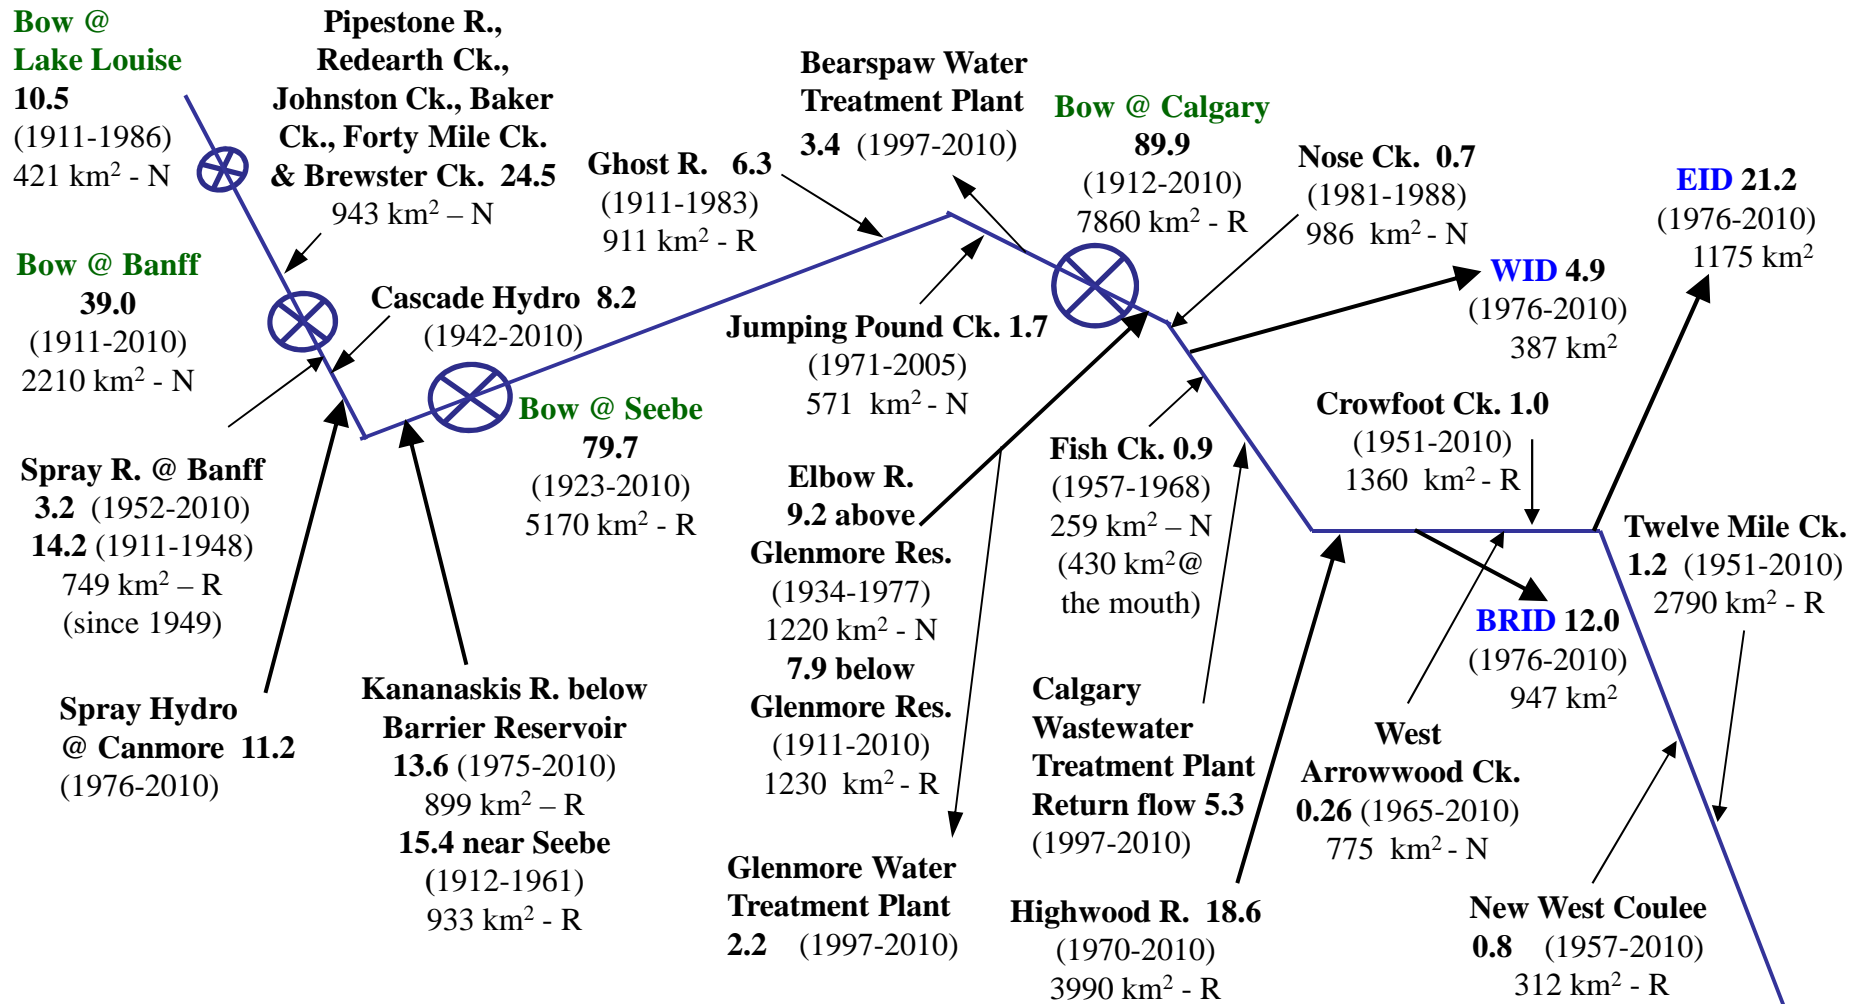 Bow @
Lake Louise
10.5
(1911-1986)
421 km² - N
Pipestone R.,
Redearth Ck.,
Johnston Ck., Baker
Ck., Forty Mile Ck.
& Brewster Ck. 24.5
943 km² – N
Bow @ Banff
39.0
(1911-2010)
2210 km² - N
Cascade Hydro 8.2
(1942-2010)
Spray R. @ Banff
3.2 (1952-2010)
14.2 (1911-1948)
749 km² – R
(since 1949)
Spray Hydro
@ Canmore 11.2
(1976-2010)
Kananaskis R. below
Barrier Reservoir
13.6 (1975-2010)
899 km² – R
15.4 near Seebe
(1912-1961)
933 km² - R
Bow @ Seebe
79.7
(1923-2010)
5170 km² - R
Ghost R. 6.3
(1911-1983)
911 km² - R
Bearspaw Water
Treatment Plant
3.4 (1997-2010)
Jumping Pound Ck. 1.7
(1971-2005)
571 km² - N
Bow @ Calgary
89.9
(1912-2010)
7860 km² - R
Elbow R.
9.2 above
Glenmore Res.
(1934-1977)
1220 km² - N
7.9 below
Glenmore Res.
(1911-2010)
1230 km² - R
Glenmore Water
Treatment Plant
2.2 (1997-2010)
Nose Ck. 0.7
(1981-1988)
986 km² - N
WID 4.9
(1976-2010)
387 km²
Fish Ck. 0.9
(1957-1968)
259 km² – N
(430 km²@
the mouth)
Calgary
Wastewater
Treatment Plant
Return flow 5.3
(1997-2010)
Highwood R. 18.6
(1970-2010)
3990 km² - R
Crowfoot Ck. 1.0
(1951-2010)
1360 km² - R
BRID 12.0
(1976-2010)
947 km²
West
Arrowwood Ck.
0.26 (1965-2010)
775 km² - N
EID 21.2
(1976-2010)
1175 km²
Twelve Mile Ck.
1.2 (1951-2010)
2790 km² - R
New West Coulee
0.8 (1957-2010)
312 km² - R